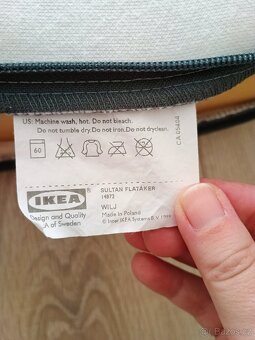 US: Machine wash, hot. Do not bleach.
Do not tumble dry. Do not iron. Do not dryclean.
CA 05404
60
IKEA
Design and Quality
IKEA of Sweden
SULTAN FLATÅKER
14873
WILJ
Made in Poland
© Inter IKEA Systems B.V. 1999